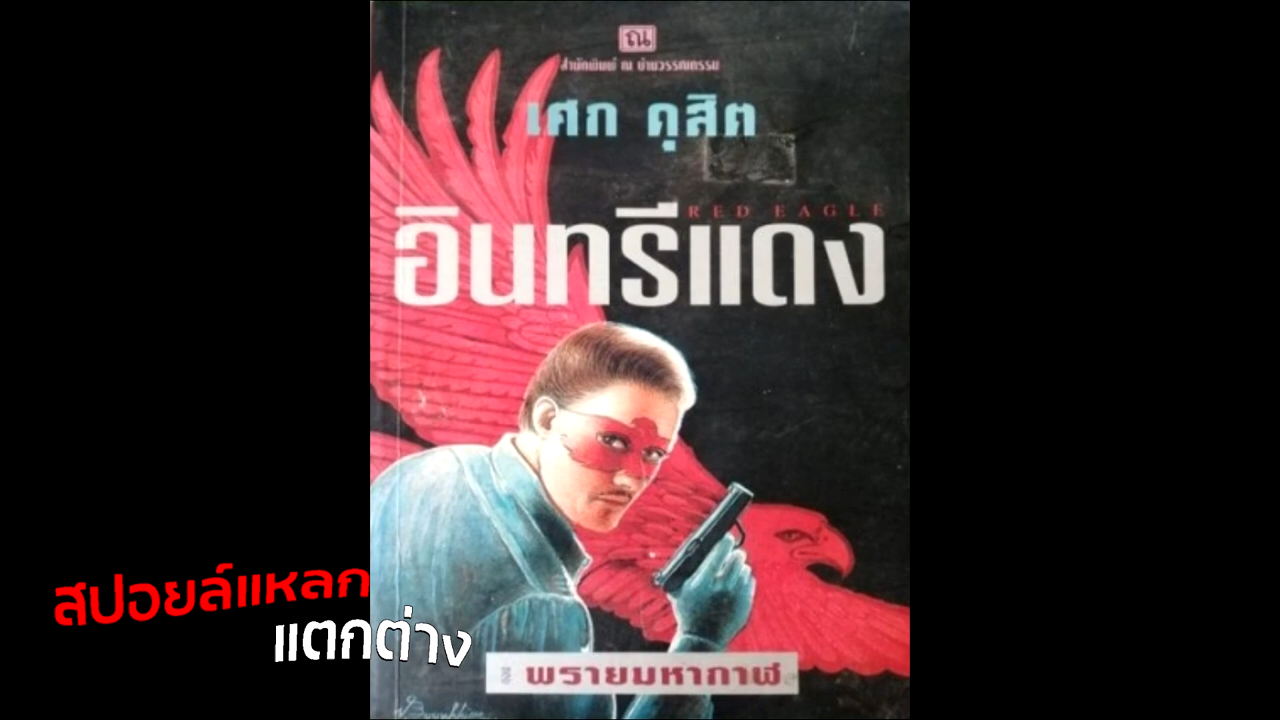 ณ
สำนักพิมพ์ ณ บ้านวรรณกรรม
เศก ดุสิต
RED EAGLE
อินทรีแดง
สปอยล์แหลก
แตกต่าง
พรายมหากาฬ